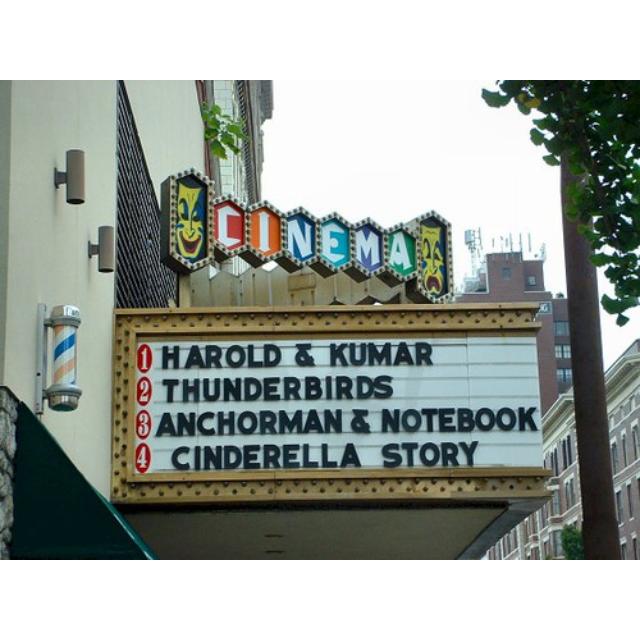 CINEMA
1 HAROLD & KUMAR
2 THUNDERBIRDS
3 ANCHORMAN & NOTEBOOK
4 CINDERELLA STORY